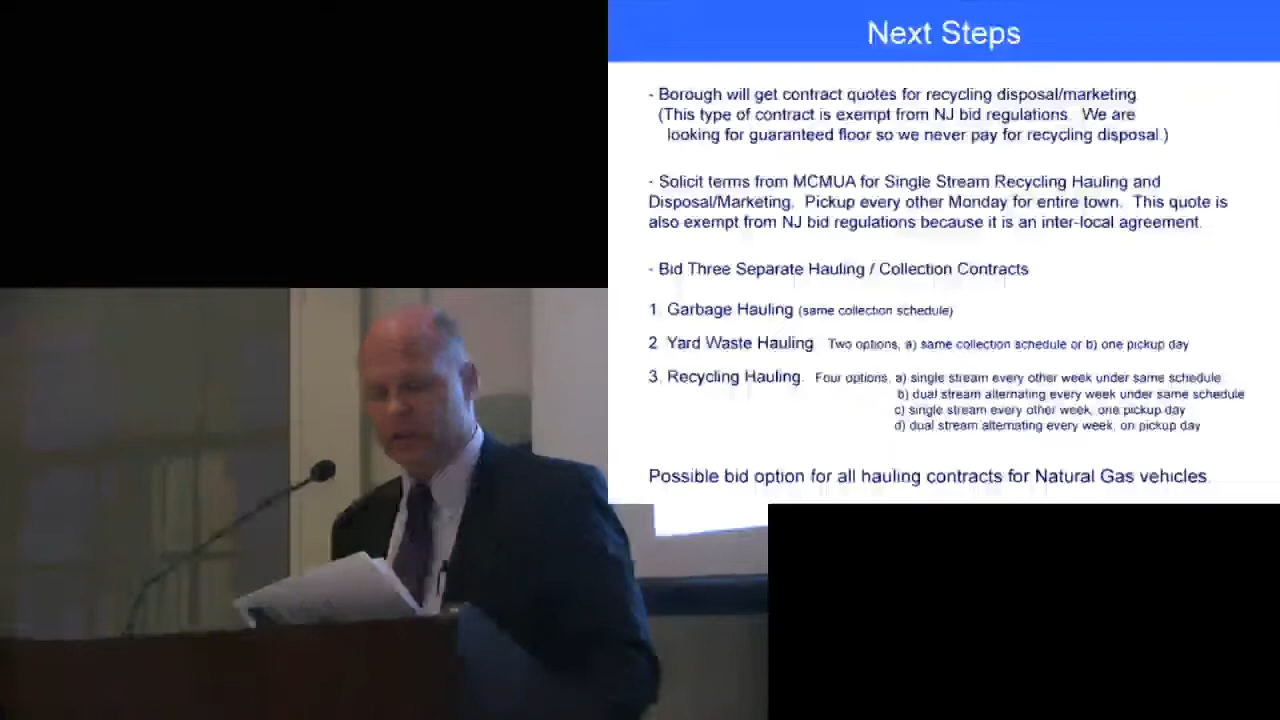 Next Steps
- Borough will get contract quotes for recycling disposal/marketing
(This type of contract is exempt from NJ bid regulations. We are
looking for guaranteed floor so we never pay for recycling disposal.)
- Solicit terms from MCMUA for Single Stream Recycling Hauling and
Disposal/Marketing. Pickup every other Monday for entire town. This quote is
also exempt from NJ bid regulations because it is an inter-local agreement.
- Bid Three Separate Hauling / Collection Contracts
1. Garbage Hauling (same collection schedule)
2. Yard Waste Hauling Two options, a) same collection schedule or b) one pickup day
3. Recycling Hauling. Four options, a) single stream every other week under same schedule
b) dual stream alternating every week under same schedule
c) single stream every other week, one pickup day
d) dual stream alternating every week, on pickup day
Possible bid option for all hauling contracts for Natural Gas vehicles.